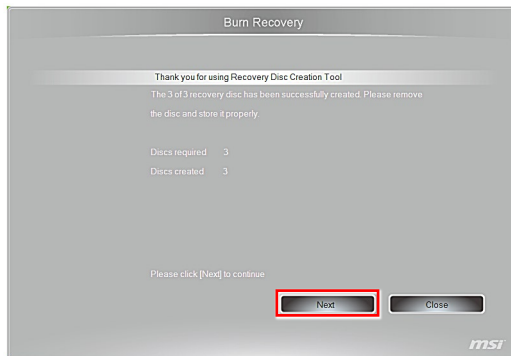 Burn Recovery
Thank you for using Recovery Disc Creation Tool
The 3 of 3 recovery disc has been successfully created. Please remove
the disc and store it properly.
Discs required 3
Discs created 3
Please click [Next] to continue
Next Close
msi